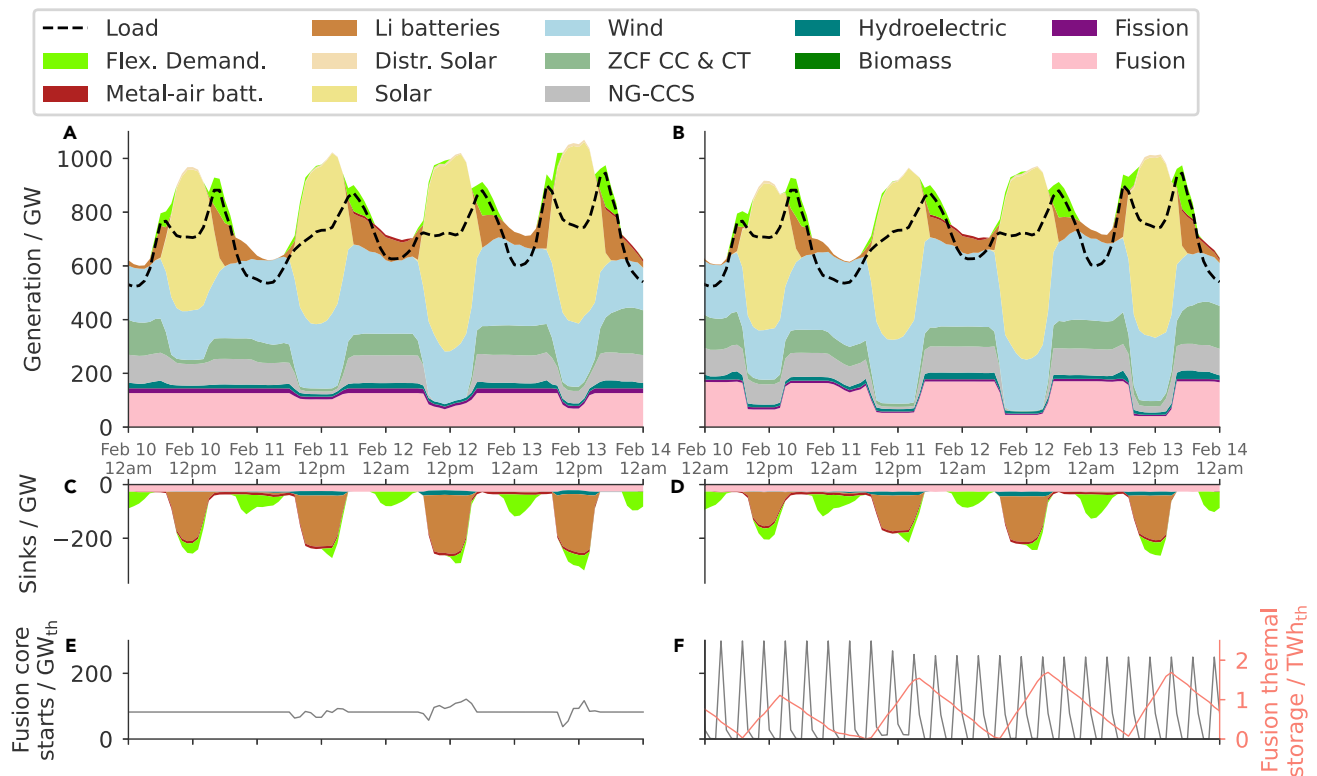 Load Li batteries Wind Hydroelectric Fission
Flex. Demand. Distr. Solar ZCF CC & CT Biomass Fusion
Metal-air batt. Solar NG-CCS
A B
Generation / GW
1000
800
600
400
200
0
Feb 10 Feb 10 Feb 11 Feb 11 Feb 12 Feb 12 Feb 13 Feb 13 Feb 14
12am 12pm 12am 12pm 12am 12pm 12am 12pm 12am
Feb 10 Feb 10 Feb 11 Feb 11 Feb 12 Feb 12 Feb 13 Feb 13 Feb 14
12am 12pm 12am 12pm 12am 12pm 12am 12pm 12am
C D
Sinks / GW
0
−200
E F
Fusion core
starts / GWth
200
0
2
1
0
Fusion thermal
storage / TWhth